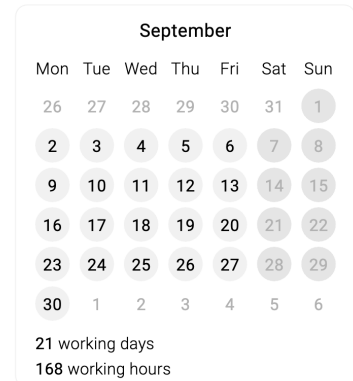 September
Mon Tue Wed Thu Fri Sat Sun
26 27 28 29 30 31 1
2 3 4 5 6 7 8
9 10 11 12 13 14 15
16 17 18 19 20 21 22
23 24 25 26 27 28 29
30 1 2 3 4 5 6
21 working days
168 working hours